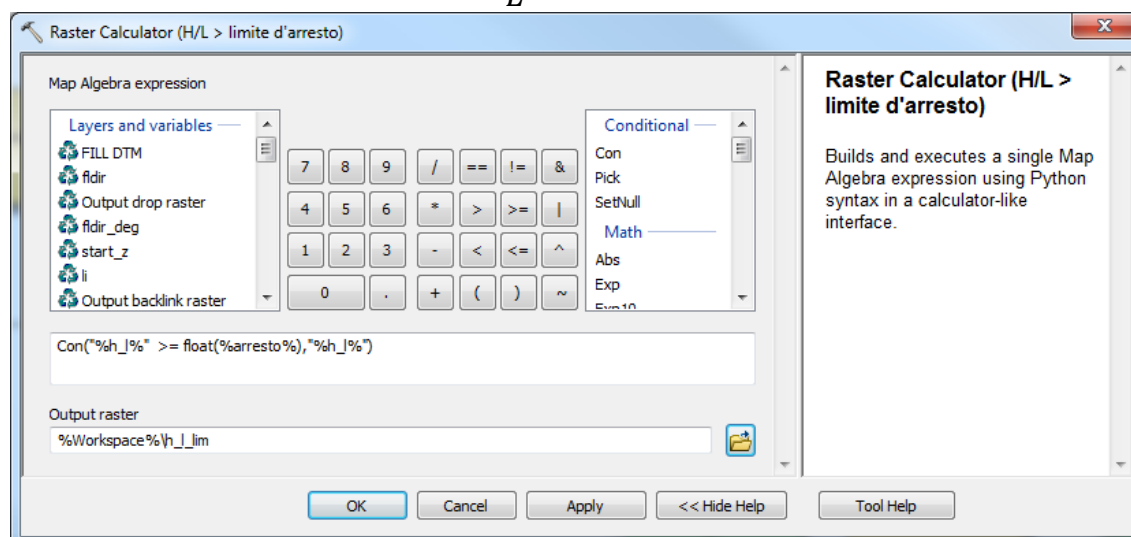 L
Raster Calculator (H/L > limite d'arresto)
Map Algebra expression
Layers and variables
FILL DTM
fldir
Output drop raster
fldir_deg
start_z
li
Output backlink raster
7 8 9 / == != &
4 5 6 * > >= |
1 2 3 - < <= ^
0 . + ( ) ~
Conditional
Con
Pick
SetNull
Math
Abs
Exp
Exp10
Con("%h_l%" >= float(%arresto%),"%h_l%")
Output raster
%Workspace%\h_l_lim
OK Cancel Apply << Hide Help Tool Help
Raster Calculator (H/L >
limite d'arresto)
Builds and executes a single Map
Algebra expression using Python
syntax in a calculator-like
interface.